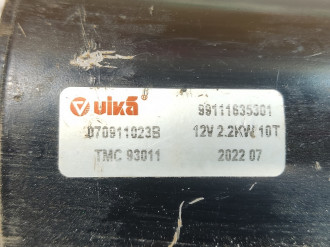 vika 99111635301
070911023B 12V 2.2KW 10T
TMC 93011 2022 07